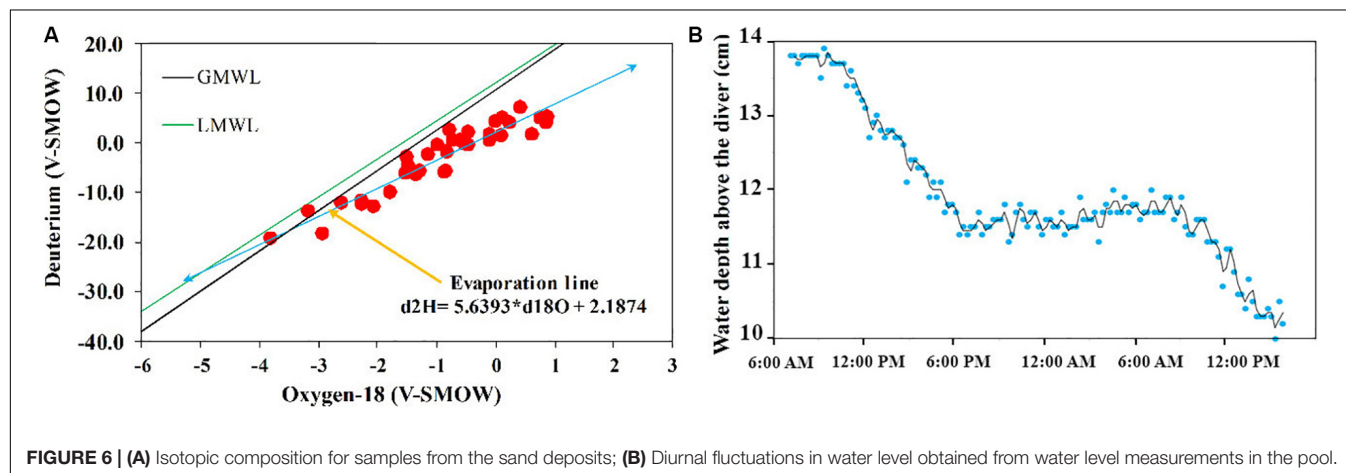 A
Deuterium (V-SMOW)
20.0
10.0
0.0
-10.0
-20.0
-30.0
-40.0
GMWL
LMWL
Evaporation line
d2H= 5.6393*d18O + 2.1874
-6 -5 -4 -3 -2 -1 0 1 2 3
Oxygen-18 (V-SMOW)
B
Water depth above the diver (cm)
14
13
12
11
10
6:00 AM 12:00 PM 6:00 PM 12:00 AM 6:00 AM 12:00 PM
FIGURE 6 | (A) Isotopic composition for samples from the sand deposits; (B) Diurnal fluctuations in water level obtained from water level measurements in the pool.